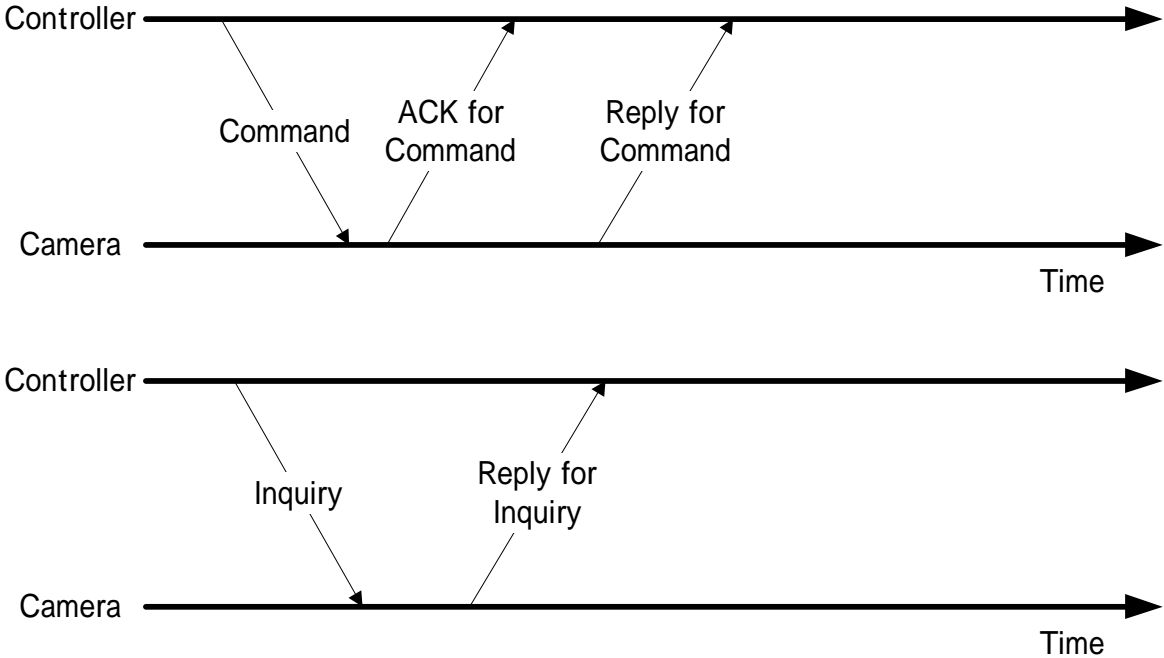 Controller
Command
ACK for
Command
Reply for
Command
Camera
Time
Controller
Inquiry
Reply for
Inquiry
Camera
Time